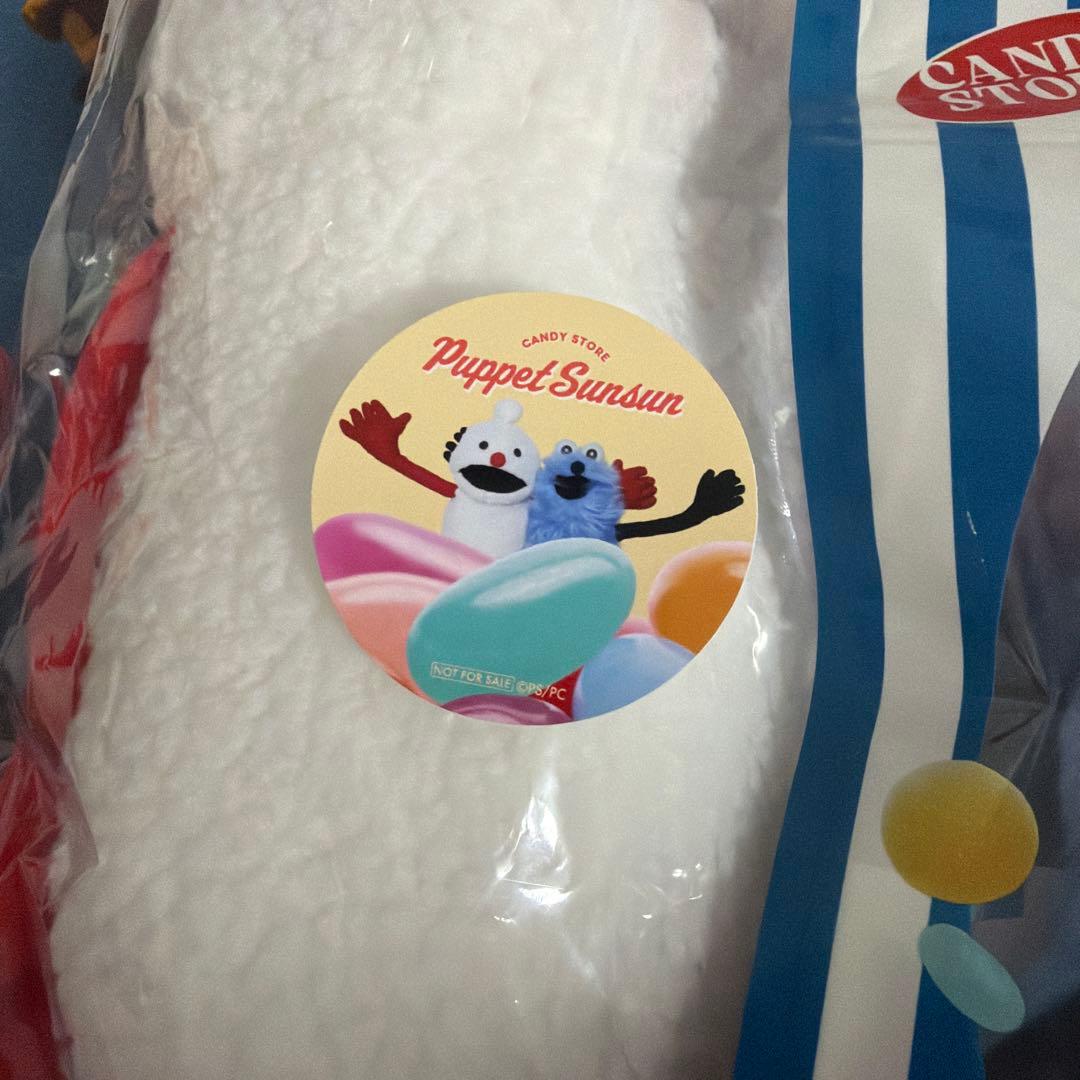 CAND
STO
CANDY STORE
Puppet Sunsun
NOT FOR SALE ©PS/PC